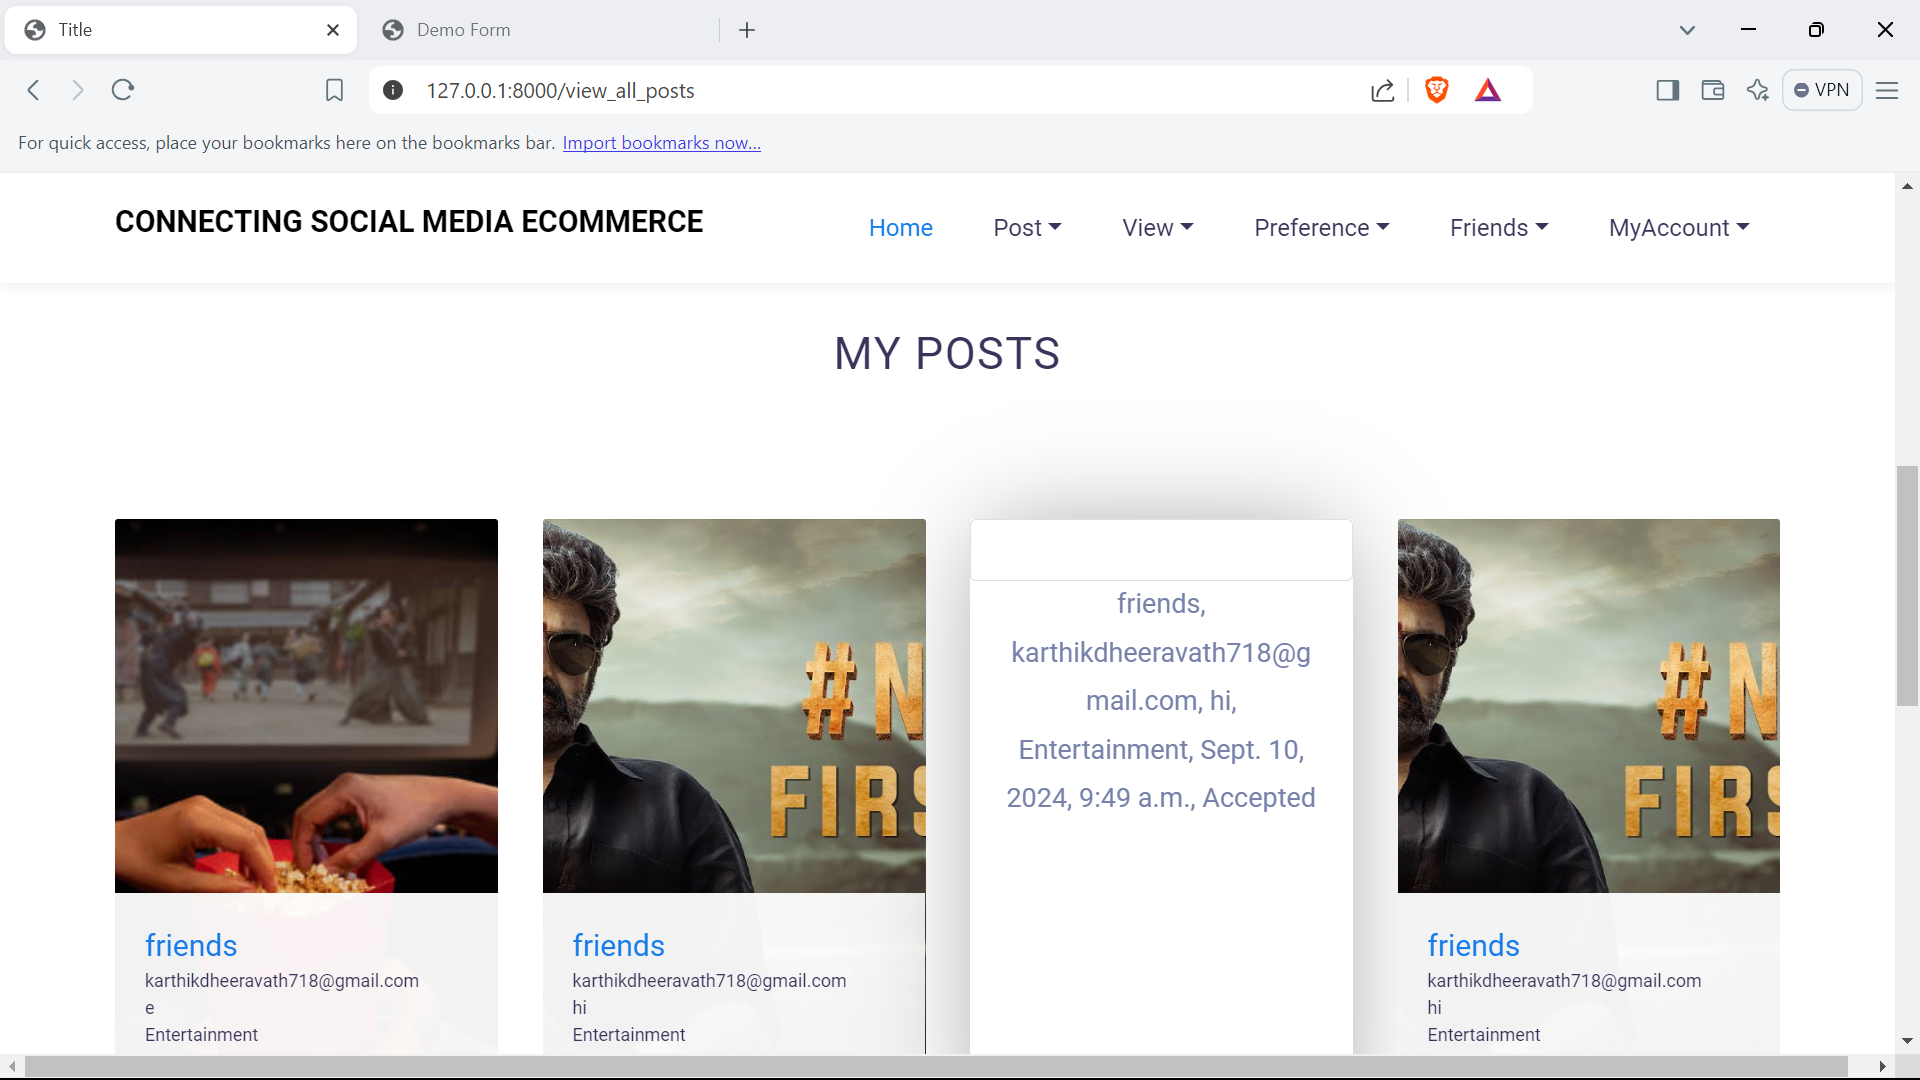 Title
Demo Form
127.0.0.1:8000/view_all_posts
VPN
For quick access, place your bookmarks here on the bookmarks bar. Import bookmarks now...
CONNECTING SOCIAL MEDIA ECOMMERCE
Home Post View Preference Friends MyAccount
MY POSTS
#N
FIRS
friends,
karthikdheeravath718@g
mail.com, hi,
Entertainment, Sept. 10,
2024, 9:49 a.m., Accepted
#N
FIRS
friends
karthikdheeravath718@gmail.com
e
Entertainment
friends
karthikdheeravath718@gmail.com
hi
Entertainment
friends
karthikdheeravath718@gmail.com
hi
Entertainment